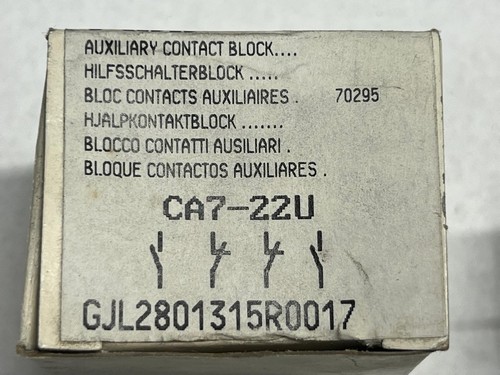 AUXILIARY CONTACT BLOCK....
HILFSSCHALTERBLOCK .....
BLOC CONTACTS AUXILIAIRES . 70295
HJALPKONTAKTBLOCK .......
BLOCCO CONTATTI AUSILIARI .
BLOQUE CONTACTOS AUXILIARES .
CA7-22U
GJL2801315R0017